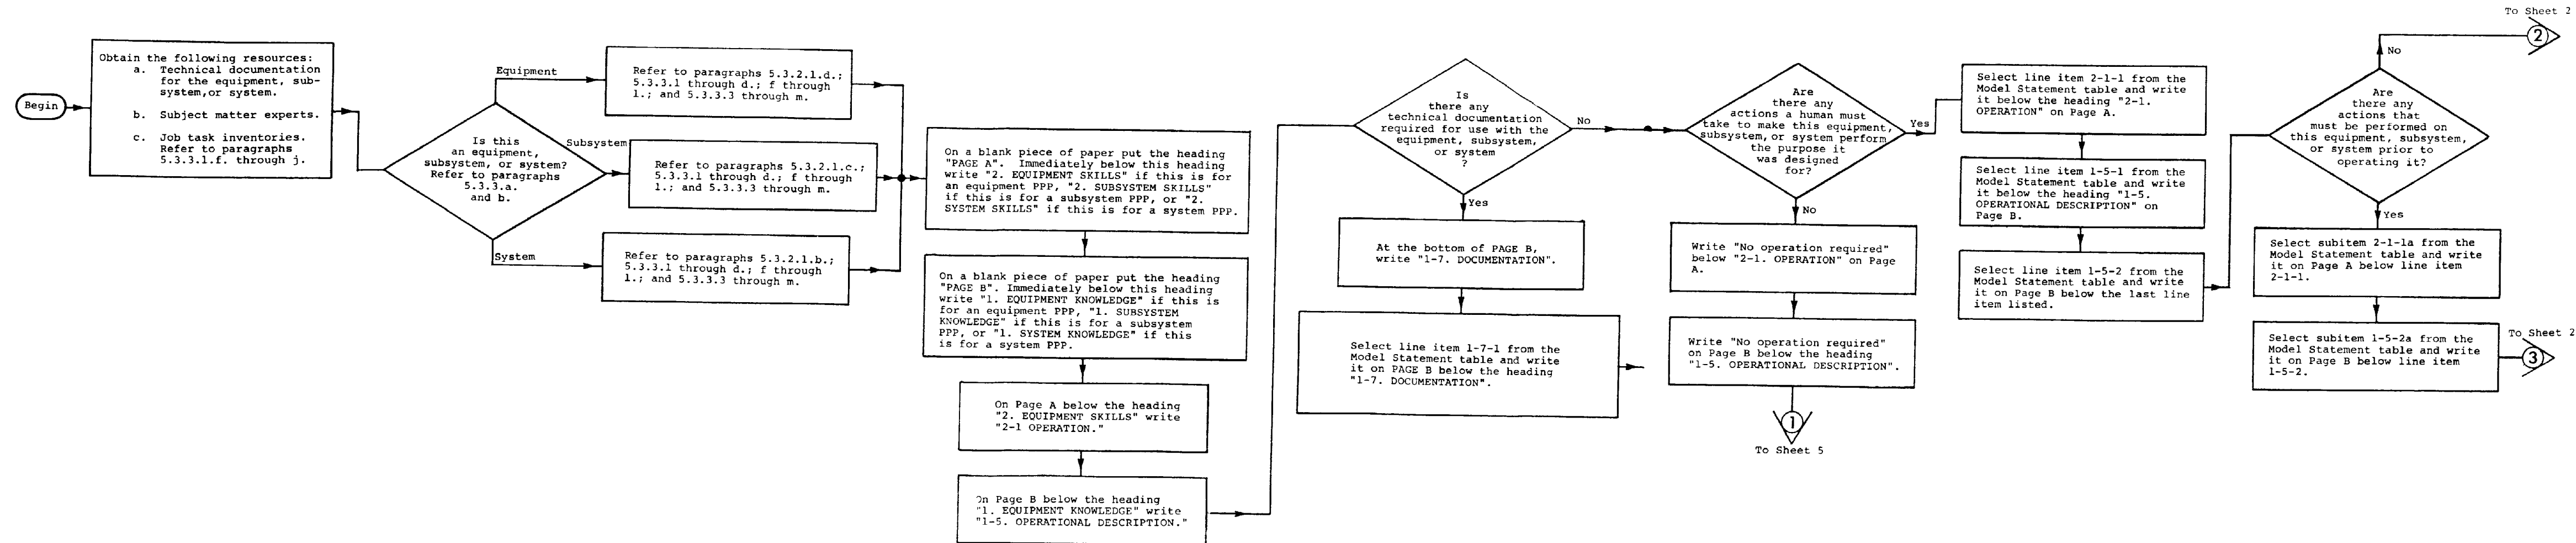 Begin
Obtain the following resources:
a. Technical documentation
for the equipment, sub-
system,or system.
b. Subject matter experts.
c. Job task inventories.
Refer to paragraphs
5.3.3.1.f. through j.
Is this
an equipment,
subsystem, or system?
Refer to paragraphs
5.3.3.a.
and b.
Equipment
Refer to paragraphs 5.3.2.1.d.;
5.3.3.1 through d.; f through
l.; and 5.3.3.3 through m.
Subsystem
Refer to paragraphs 5.3.2.1.c.;
5.3.3.1 through d.; f through
l.; and 5.3.3.3 through m.
System
Refer to paragraphs 5.3.2.1.b.;
5.3.3.1 through d.; f through
l.; and 5.3.3.3 through m.
On a blank piece of paper put the heading
"PAGE A". Immediately below this heading
write "2. EQUIPMENT SKILLS" if this is for
an equipment PPP, "2. SUBSYSTEM SKILLS"
if this is for a subsystem PPP, or "2.
SYSTEM SKILLS" if this is for a system PPP.
On a blank piece of paper put the heading
"PAGE B". Immediately below this heading
write "1. EQUIPMENT KNOWLEDGE" if this is
for an equipment PPP, "1. SUBSYSTEM
KNOWLEDGE" if this is for a subsystem
PPP, or "1. SYSTEM KNOWLEDGE" if this
is for a system PPP.
On Page A below the heading
"2. EQUIPMENT SKILLS" write
"2-1 OPERATION."
On Page B below the heading
"1. EQUIPMENT KNOWLEDGE" write
"1-5. OPERATIONAL DESCRIPTION."
Is
there any
technical documentation
required for use with the
equipment, subsystem,
or system
?
No
Yes
At the bottom of PAGE B,
write "1-7. DOCUMENTATION".
Select line item 1-7-1 from the
Model Statement table and write
it on PAGE B below the heading
"1-7. DOCUMENTATION".
Are
there any
actions a human must
take to make this equipment,
subsystem, or system perform
the purpose it
was designed
for?
Yes
No
Write "No operation required"
below "2-1. OPERATION" on Page
A.
Write "No operation required"
on Page B below the heading
"1-5. OPERATIONAL DESCRIPTION".
1
To Sheet 5
Select line item 2-1-1 from the
Model Statement table and write
it below the heading "2-1.
OPERATION" on Page A.
Select line item 1-5-1 from the
Model Statement table and write
it below the heading "1-5.
OPERATIONAL DESCRIPTION" on
Page B.
Select line item 1-5-2 from the
Model Statement table and write
it on Page B below the last line
item listed.
To Sheet 2
2
No
Are
there any
actions that
must be performed on
this equipment, subsystem,
or system prior to
operating it?
Yes
Select subitem 2-1-1a from the
Model Statement table and write
it on Page A below line item
2-1-1.
Select subitem 1-5-2a from the
Model Statement table and write
it on Page B below line item
1-5-2.
To Sheet 2
3